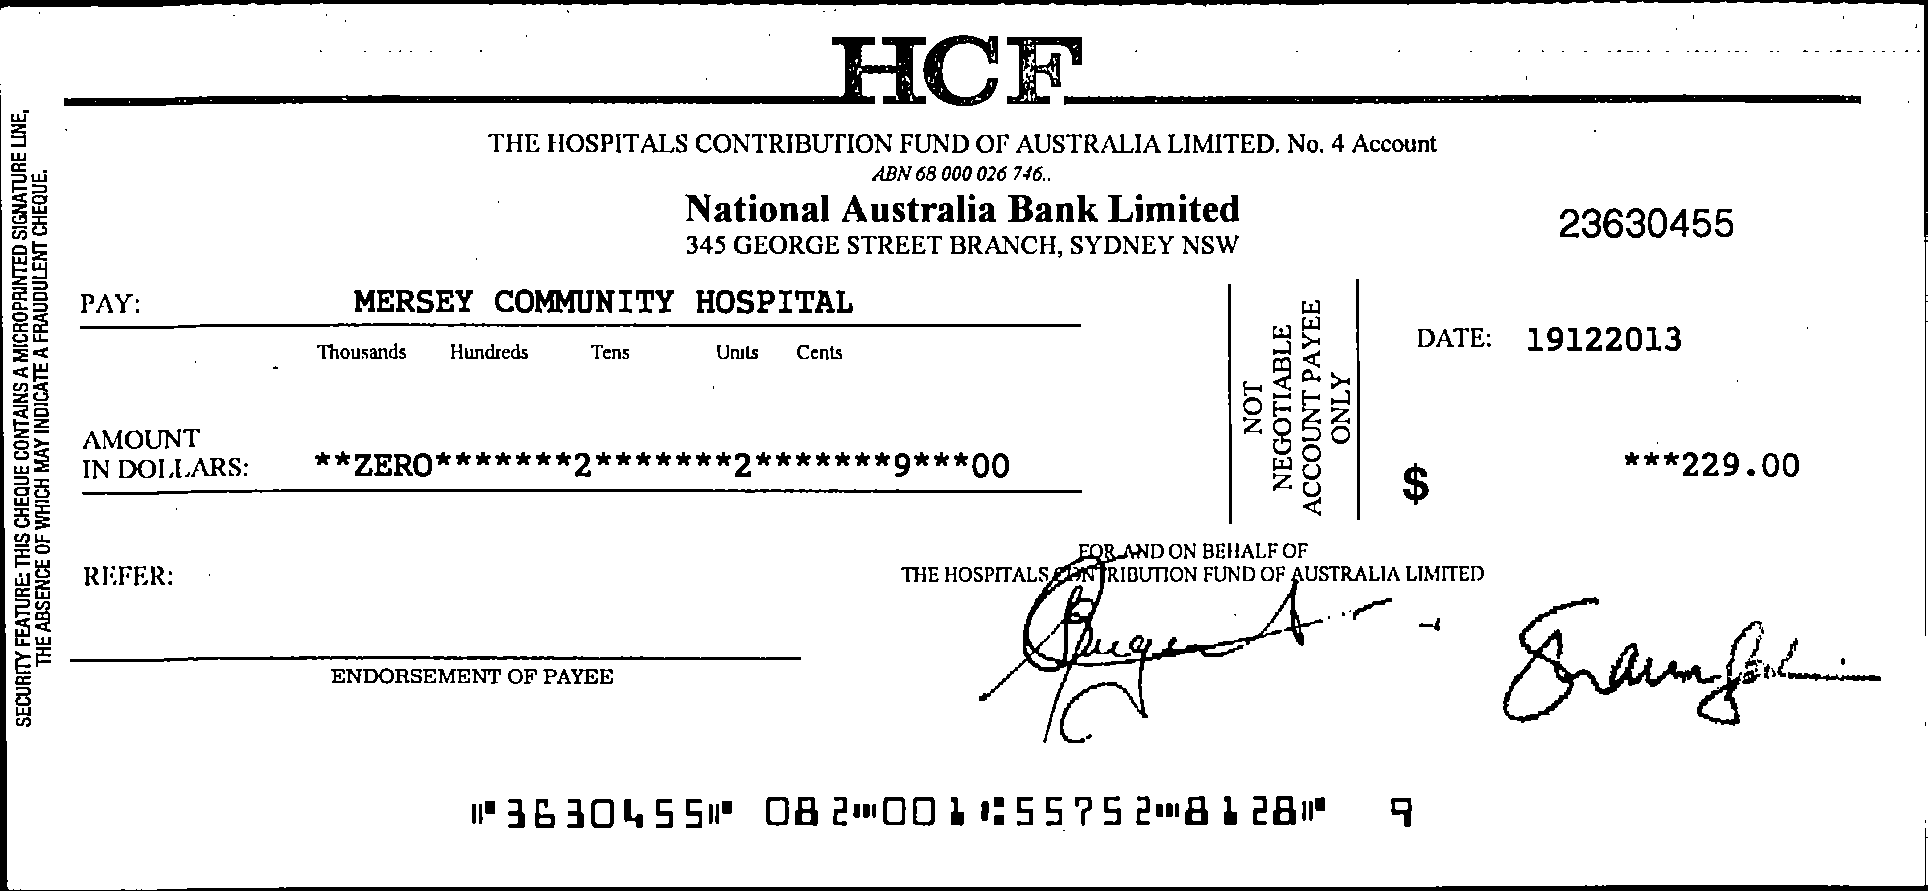 HCF
THE HOSPITALS CONTRIBUTION FUND OF AUSTRALIA LIMITED. No. 4 Account
ABN 68 000 026 746..
National Australia Bank Limited
345 GEORGE STREET BRANCH, SYDNEY NSW
23630455
SECURITY FEATURE: THIS CHEQUE CONTAINS A MICROPRINTED SIGNATURE LINE,
THE ABSENCE OF WHICH MAY INDICATE A FRAUDULENT CHEQUE.
PAY: MERSEY COMMUNITY HOSPITAL
Thousands Hundreds Tens Units Cents
NOT
NEGOTIABLE
ACCOUNT PAYEE
ONLY
DATE: 19122013
AMOUNT
IN DOLLARS: **ZERO*******2*******2*******9***00
$ ***229.00
REFER:
FOR AND ON BEHALF OF
THE HOSPITALS CONTRIBUTION FUND OF AUSTRALIA LIMITED
ENDORSEMENT OF PAYEE
⑈3630455⑈ 082⑉001⑆55752⑉8128⑈ 9